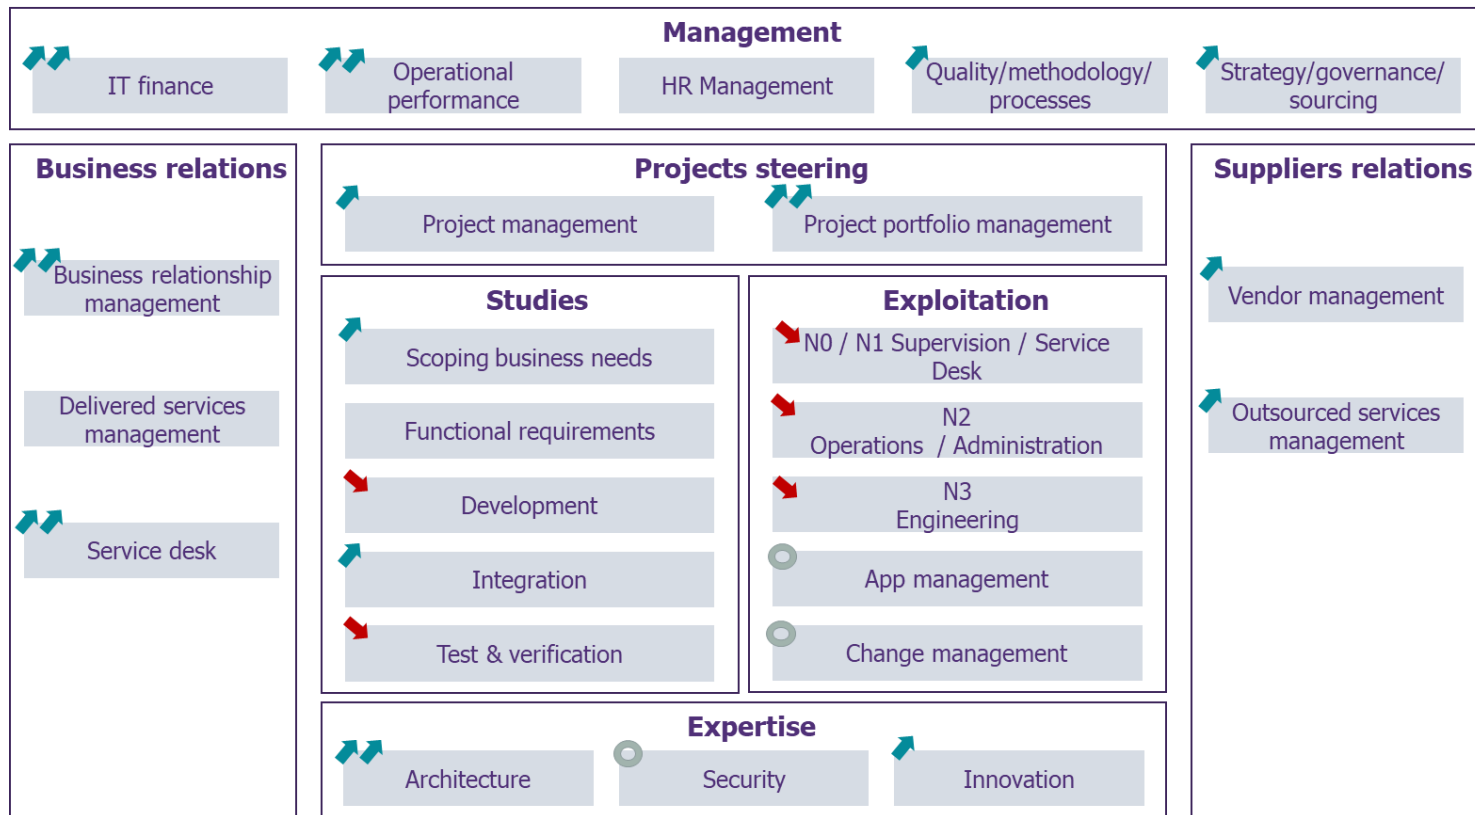 Management
IT finance
Operational
performance
HR Management
Quality/methodology/
processes
Strategy/governance/
sourcing
Business relations
Business relationship
management
Delivered services
management
Service desk
Projects steering
Project management
Project portfolio management
Studies
Scoping business needs
Functional requirements
Development
Integration
Test & verification
Exploitation
N0 / N1 Supervision / Service
Desk
N2
Operations / Administration
N3
Engineering
App management
Change management
Expertise
Architecture
Security
Innovation
Suppliers relations
Vendor management
Outsourced services
management